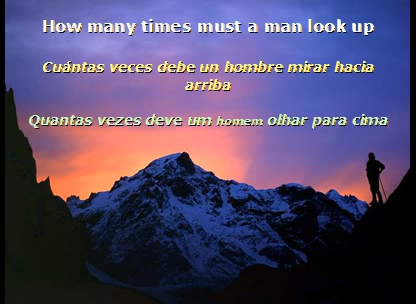 How many times must a man look up
Cuántas veces debe un hombre mirar hacia
arriba
Quantas vezes deve um homem olhar para cima